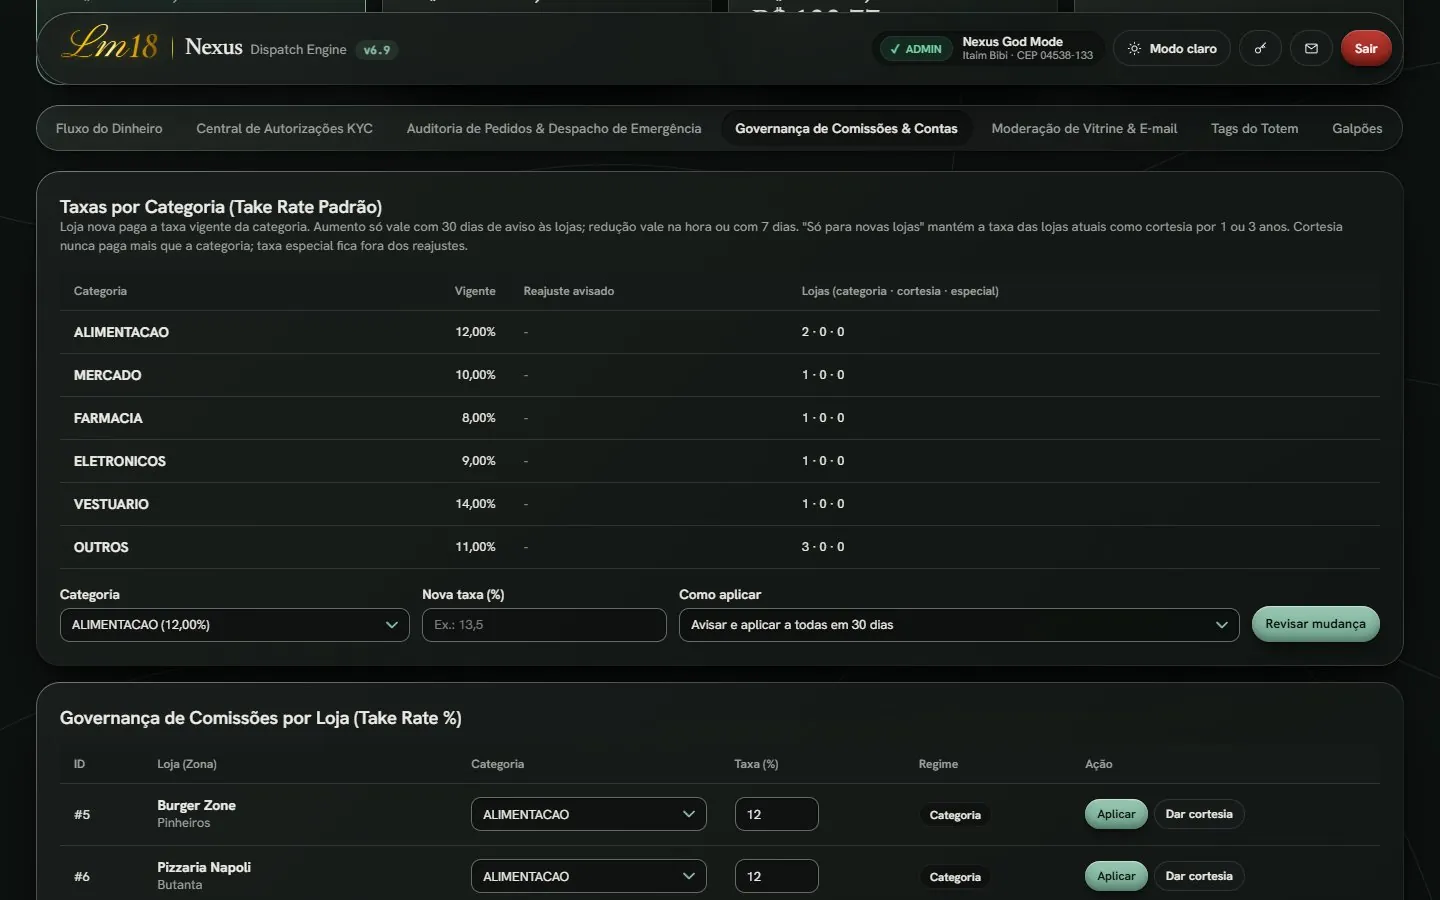 Lm18
Nexus Dispatch Engine v6.9
✓ ADMIN
Nexus God Mode
Itaim Bibi · CEP 04538-133
Modo claro
Sair
Fluxo do Dinheiro
Central de Autorizações KYC
Auditoria de Pedidos & Despacho de Emergência
Governança de Comissões & Contas
Moderação de Vitrine & E-mail
Tags do Totem
Galpões
Taxas por Categoria (Take Rate Padrão)
Loja nova paga a taxa vigente da categoria. Aumento só vale com 30 dias de aviso às lojas; redução vale na hora ou com 7 dias. "Só para novas lojas" mantém a taxa das lojas atuais como cortesia por 1 ou 3 anos. Cortesia
nunca paga mais que a categoria; taxa especial fica fora dos reajustes.
Categoria Vigente Reajuste avisado Lojas (categoria · cortesia · especial)
ALIMENTACAO 12,00% - 2 · 0 · 0
MERCADO 10,00% - 1 · 0 · 0
FARMACIA 8,00% - 1 · 0 · 0
ELETRONICOS 9,00% - 1 · 0 · 0
VESTUARIO 14,00% - 1 · 0 · 0
OUTROS 11,00% - 3 · 0 · 0
Categoria Nova taxa (%) Como aplicar
ALIMENTACAO (12,00%) Ex.: 13,5 Avisar e aplicar a todas em 30 dias Revisar mudança
Governança de Comissões por Loja (Take Rate %)
ID Loja (Zona) Categoria Taxa (%) Regime Ação
#5 Burger Zone ALIMENTACAO 12 Categoria Aplicar Dar cortesia
Pinheiros
#6 Pizzaria Napoli ALIMENTACAO 12 Categoria Aplicar Dar cortesia
Butanta